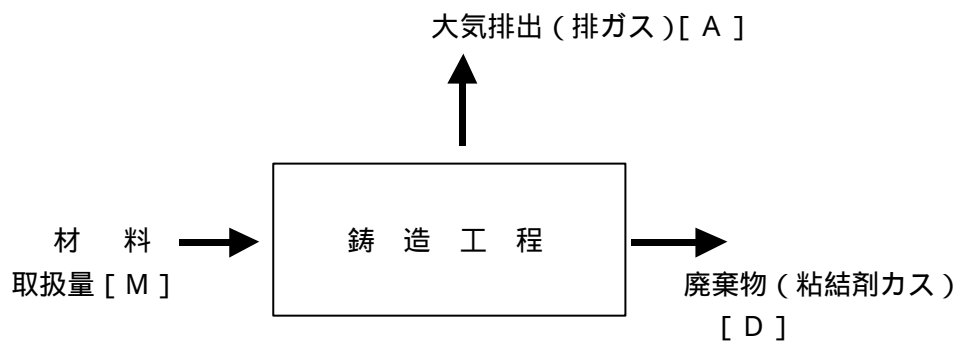 大気排出(排ガス)[ A ]
鋳 造 工 程
材 料
取扱量 [ M ]
廃棄物(粘結剤カス)
[ D ]